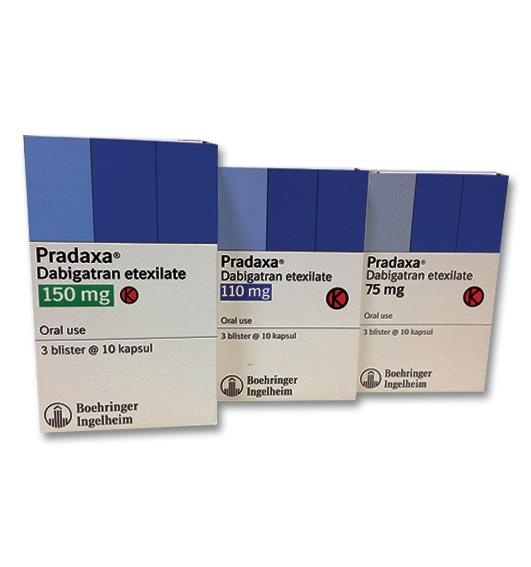 Pradaxa®
Dabigatran etexilate
150 mg
K
Oral use
3 blister @ 10 kapsul
Boehringer
Ingelheim
Pradaxa®
Dabigatran etexilate
110 mg
K
Oral use
3 blister @ 10 kapsul
Boehringer
Ingelheim
Pradaxa®
Dabigatran etexilate
75 mg
K
Oral use
3 blister @ 10 kapsul
Boehringer
Ingelheim